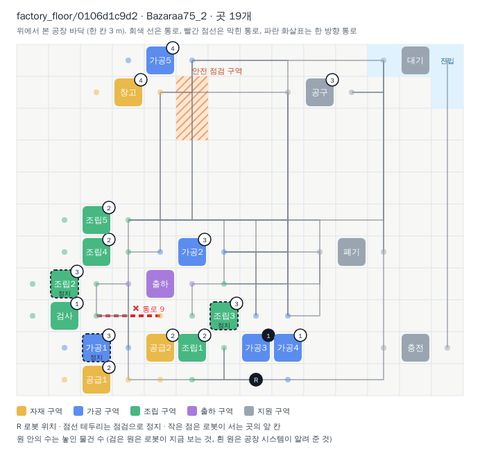 factory_floor/0106d1c9d2 · Bazaraa75_2 · 곳 19개
위에서 본 공장 바닥 (한 칸 3 m). 회색 선은 통로, 빨간 점선은 막힌 통로, 파란 화살표는 한 방향 통로
4
가공5
대기
안전 점검 구역
4
창고
3
공구
2
조립5
2
조립4
3
가공2
폐기
3
조립2
정지
출하
1
검사
✕ 통로 9
3
조립3
정지
3
가공1
정지
2
공급2
2
조립1
1
가공3
1
가공4
충전
2
공급1
R
자재 구역
가공 구역
조립 구역
출하 구역
지원 구역
R 로봇 위치 · 점선 테두리는 점검으로 정지 · 작은 점은 로봇이 서는 곳의 앞 칸
원 안의 수는 놓인 물건 수 (검은 원은 로봇이 지금 보는 것, 흰 원은 공장 시스템이 알려 준 것)